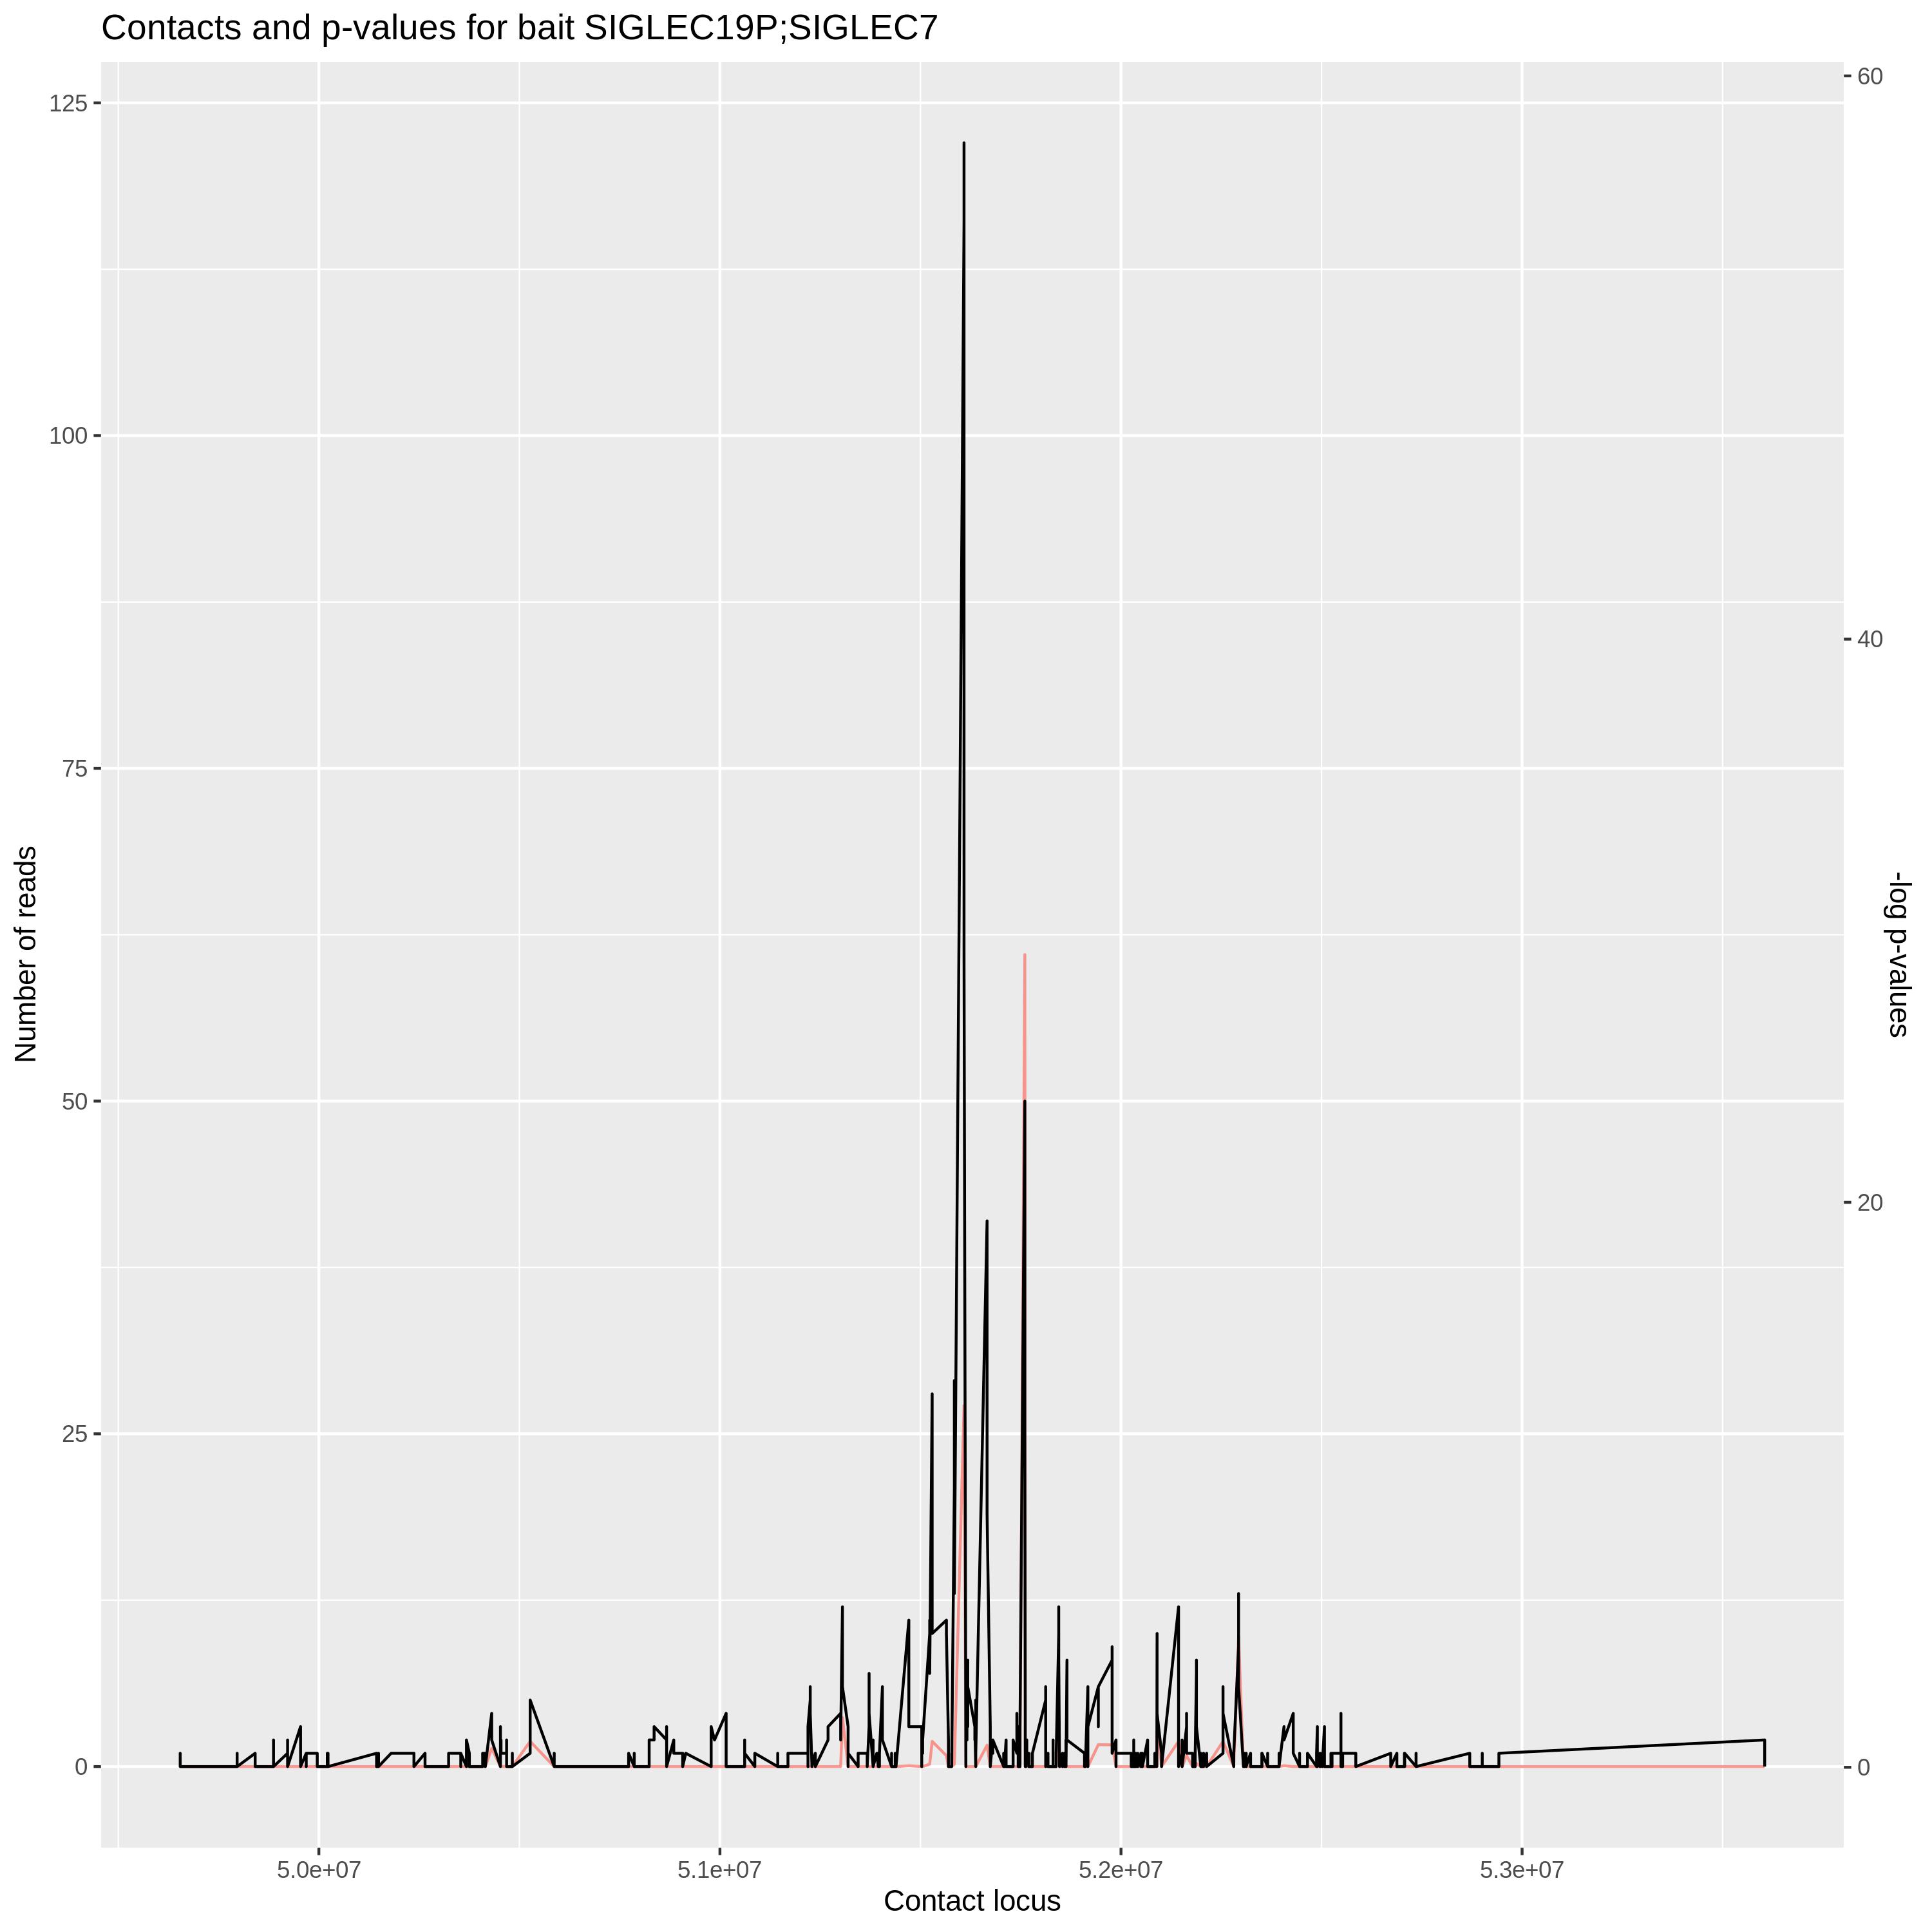 Contacts and p-values for bait SIGLEC19P;SIGLEC7
125
100
75
50
25
0
Number of reads
60
40
20
0
-log p-values
5.0e+07 5.1e+07 5.2e+07 5.3e+07
Contact locus